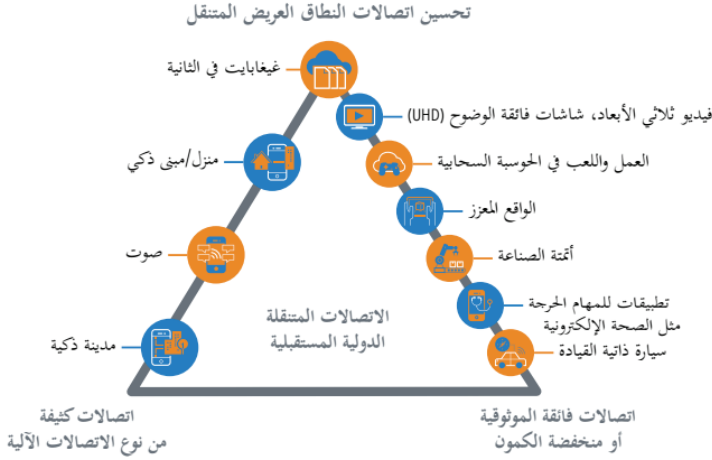 تحسين اتصالات النطاق العريض المتنقل
غيغابايت في الثانية
فيديو ثلاثي الأبعاد، شاشات فائقة الوضوح (UHD)
منزل/مبنى ذكي
العمل واللعب في الحوسبة السحابية
الواقع المعزز
صوت
أتمتة الصناعة
تطبيقات للمهام الحرجة
مثل الصحة الإلكترونية
الاتصالات المتنقلة
الدولية المستقبلية
مدينة ذكية
سيارة ذاتية القيادة
اتصالات فائقة الموثوقية
أو منخفضة الكمون
اتصالات كثيفة
من نوع الاتصالات الآلية